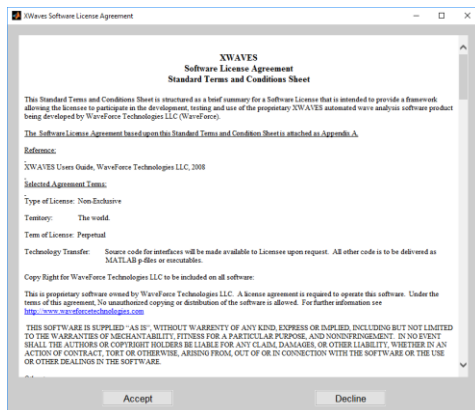 XWaves Software License Agreement
XWAVES
Software License Agreement
Standard Terms and Conditions Sheet
This Standard Terms and Conditions Sheet is structured as a brief summary for a Software License that is intended to provide a framework
allowing the licensee to participate in the development, testing and use of the proprietary XWAVES automated wave analysis software product
being developed by WaveForce Technologies LLC (WaveForce).
The Software License Agreement based upon this Standard Terms and Condition Sheet is attached as Appendix A.
Reference:
XWAVES Users Guide, WaveForce Technologies LLC, 2008
Selected Agreement Terms:
Type of License: Non-Exclusive
Territory: The world.
Term of License: Perpetual
Technology Transfer: Source code for interfaces will be made available to Licensee upon request. All other code is to be delivered as
MATLAB p-files or executables.
Copy Right for WaveForce Technologies LLC to be included on all software:
This is proprietary software owned by WaveForce Technologies LLC. A license agreement is required to operate this software. Under the
terms of this agreement, No unauthorized copying or distribution of the software is allowed. For further information see
http://www.waveforcetechnologies.com
THIS SOFTWARE IS SUPPLIED "AS IS", WITHOUT WARRENTY OF ANY KIND, EXPRESS OR IMPLIED, INCLUDING BUT NOT LIMITED
TO THE WARRANTIES OF MECHANTABILITY, FITNESS FOR A PARTICULAR PURPOSE, AND NONINFRINGEMENT. IN NO EVENT
SHALL THE AUTHORS OR COPYRIGHT HOLDERS BE LIABLE FOR ANY CLAIM, DAMAGES, OR OTHER LIABILITY, WHETHER IN AN
ACTION OF CONTRACT, TORT OR OTHERWISE, ARISING FROM, OUT OF OR IN CONNECTION WITH THE SOFTWARE OR THE USE
OR OTHER DEALINGS IN THE SOFTWARE.
Accept Decline